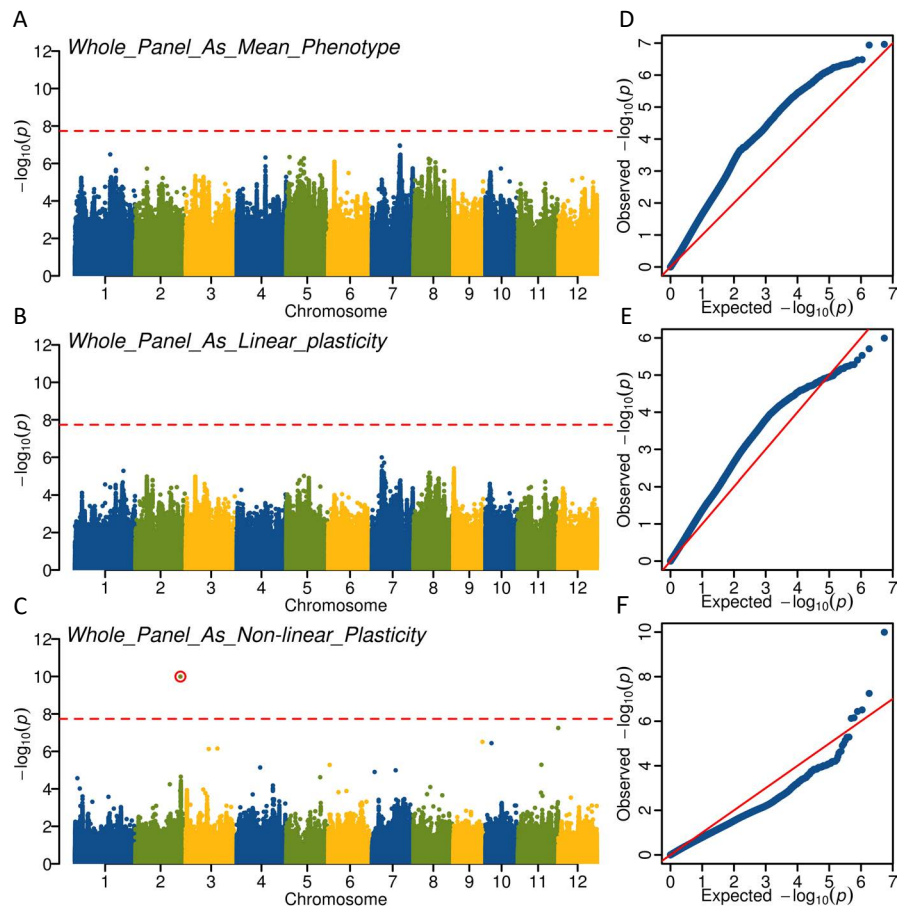 A
Whole_Panel_As_Mean_Phenotype
12
10
8
6
4
2
0
−log₁₀(p)
1 2 3 4 5 6 7 8 9 10 11 12
Chromosome
D
7
6
5
4
3
2
1
0
Observed −log₁₀(p)
0 1 2 3 4 5 6 7
Expected −log₁₀(p)
B
Whole_Panel_As_Linear_plasticity
12
10
8
6
4
2
0
−log₁₀(p)
1 2 3 4 5 6 7 8 9 10 11 12
Chromosome
E
6
5
4
3
2
1
0
Observed −log₁₀(p)
0 1 2 3 4 5 6 7
Expected −log₁₀(p)
C
Whole_Panel_As_Non-linear_Plasticity
12
10
8
6
4
2
0
−log₁₀(p)
1 2 3 4 5 6 7 8 9 10 11 12
Chromosome
F
10
8
6
4
2
0
Observed −log₁₀(p)
0 1 2 3 4 5 6 7
Expected −log₁₀(p)